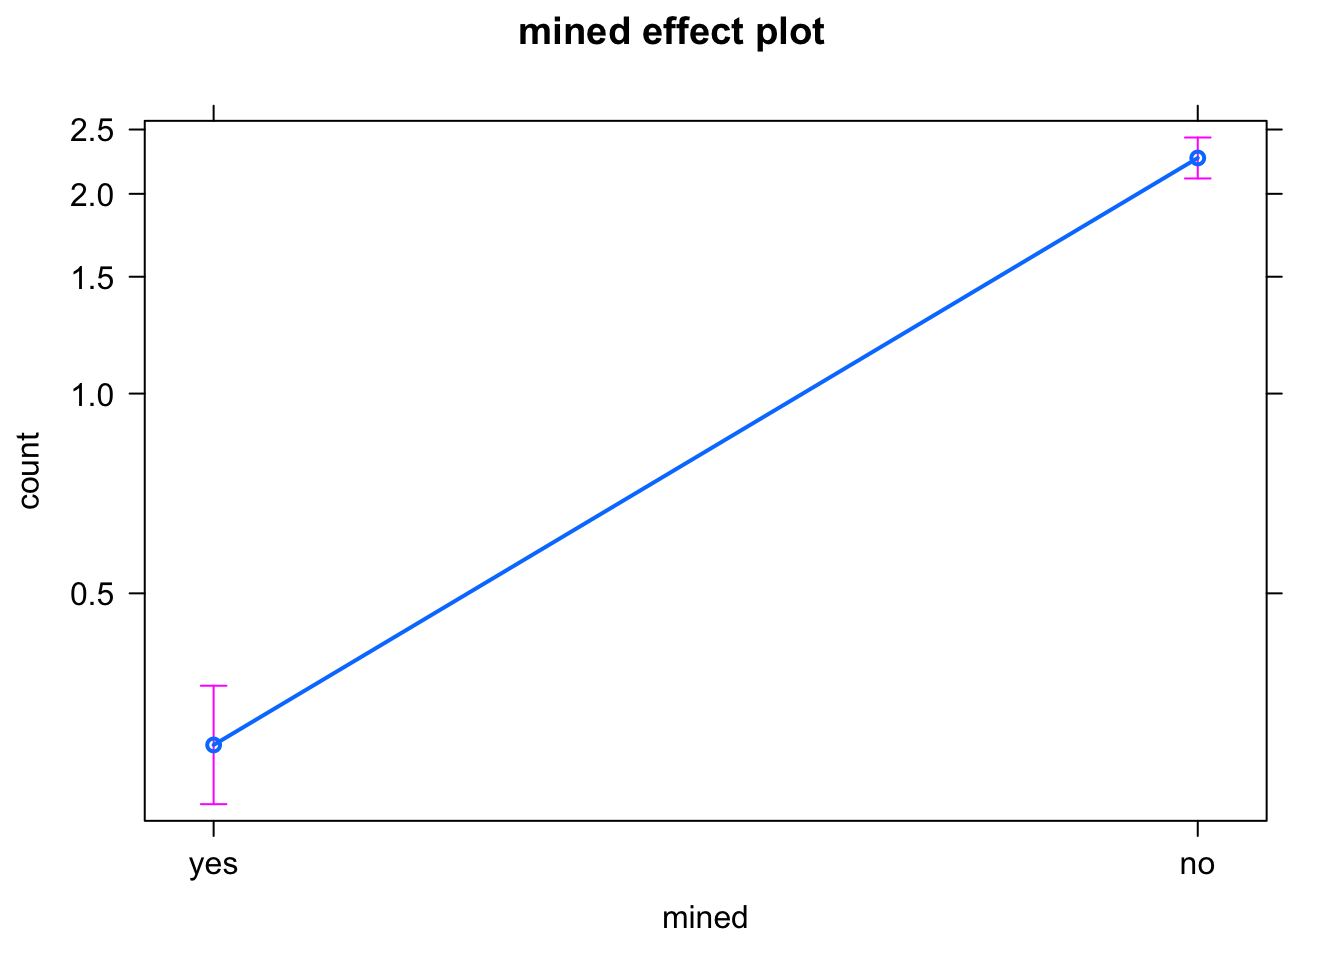 mined effect plot
2.5
2.0
1.5
1.0
0.5
count
yes no
mined